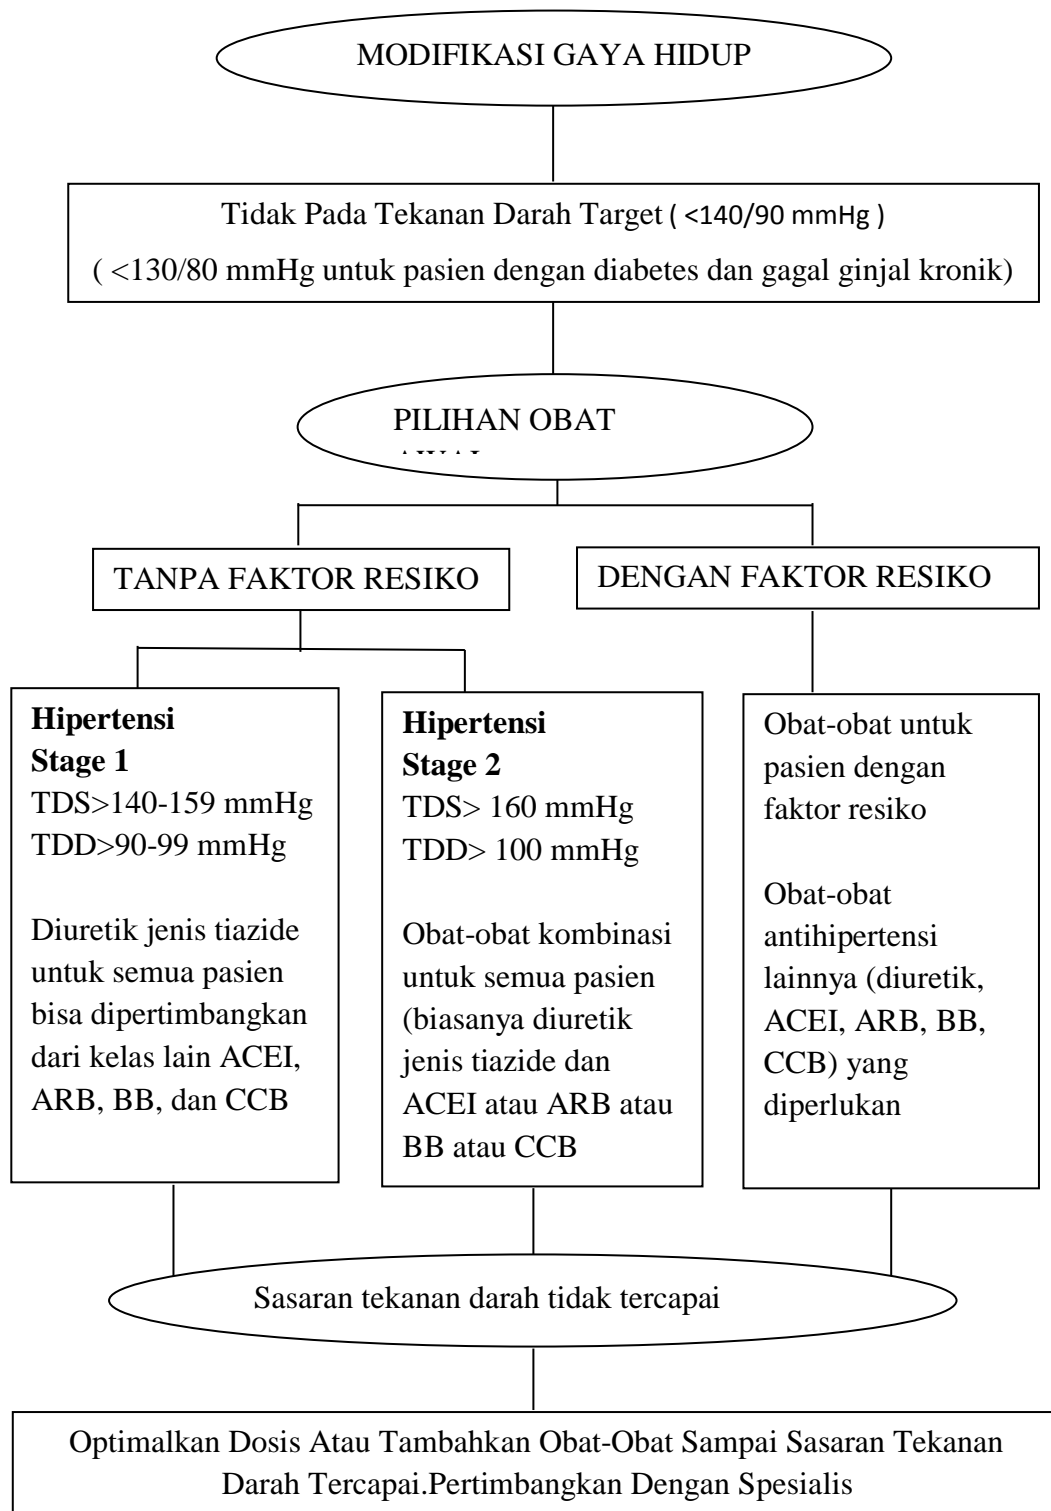 MODIFIKASI GAYA HIDUP
Tidak Pada Tekanan Darah Target ( <140/90 mmHg )
( <130/80 mmHg untuk pasien dengan diabetes dan gagal ginjal kronik)
PILIHAN OBAT
TANPA FAKTOR RESIKO
DENGAN FAKTOR RESIKO
Hipertensi
Stage 1
TDS>140-159 mmHg
TDD>90-99 mmHg
Diuretik jenis tiazide
untuk semua pasien
bisa dipertimbangkan
dari kelas lain ACEI,
ARB, BB, dan CCB
Hipertensi
Stage 2
TDS> 160 mmHg
TDD> 100 mmHg
Obat-obat kombinasi
untuk semua pasien
(biasanya diuretik
jenis tiazide dan
ACEI atau ARB atau
BB atau CCB
Obat-obat untuk
pasien dengan
faktor resiko
Obat-obat
antihipertensi
lainnya (diuretik,
ACEI, ARB, BB,
CCB) yang
diperlukan
Sasaran tekanan darah tidak tercapai
Optimalkan Dosis Atau Tambahkan Obat-Obat Sampai Sasaran Tekanan
Darah Tercapai.Pertimbangkan Dengan Spesialis